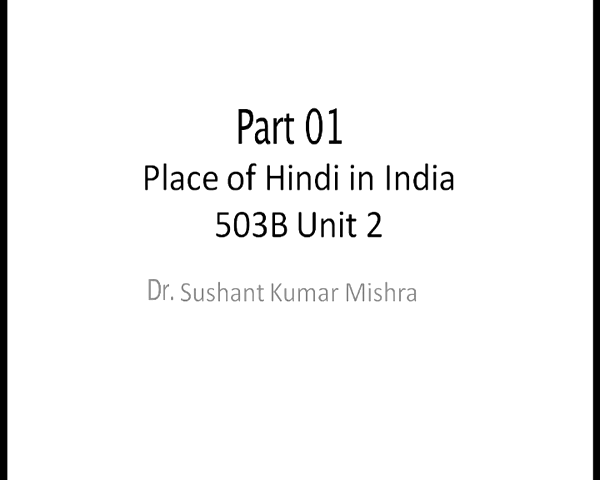 Part 01
Place of Hindi in India
503B Unit 2
Dr. Sushant Kumar Mishra